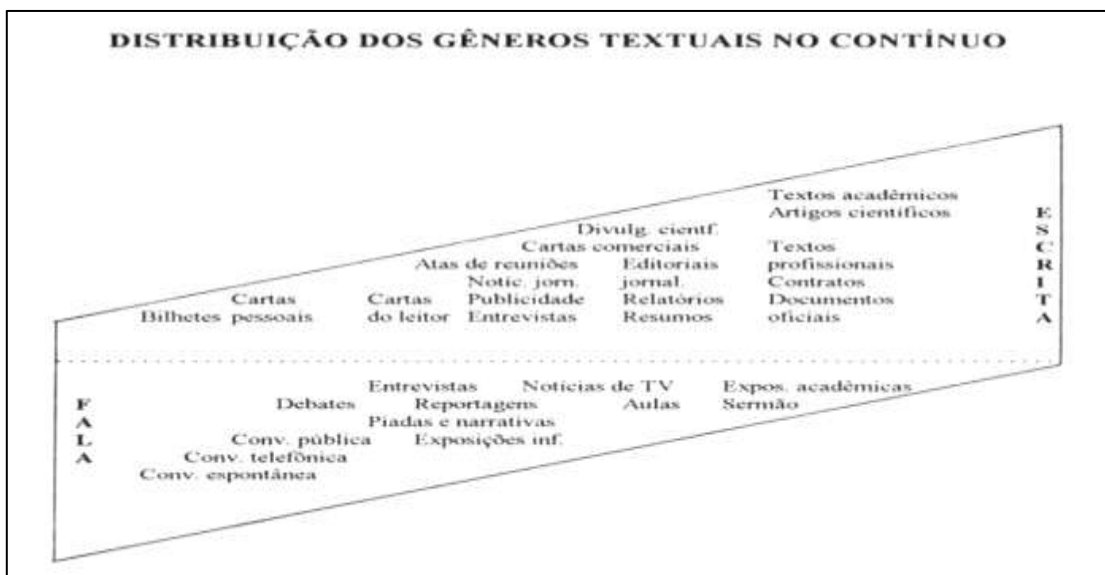 DISTRIBUIÇÃO DOS GÊNEROS TEXTUAIS NO CONTÍNUO
Textos acadêmicos
Artigos científicos
Divulg. cientf.
Cartas comerciais Textos
Atas de reuniões Editoriais profissionais
Notic. jorn. jornal. Contratos
Cartas Cartas Publicidade Relatórios Documentos
Bilhetes pessoais do leitor Entrevistas Resumos oficiais
ESCRITA
Entrevistas Notícias de TV Expos. acadêmicas
Debates Reportagens Aulas Sermão
Piadas e narrativas
Conv. pública Exposições inf.
Conv. telefônica
Conv. espontânea
FALA